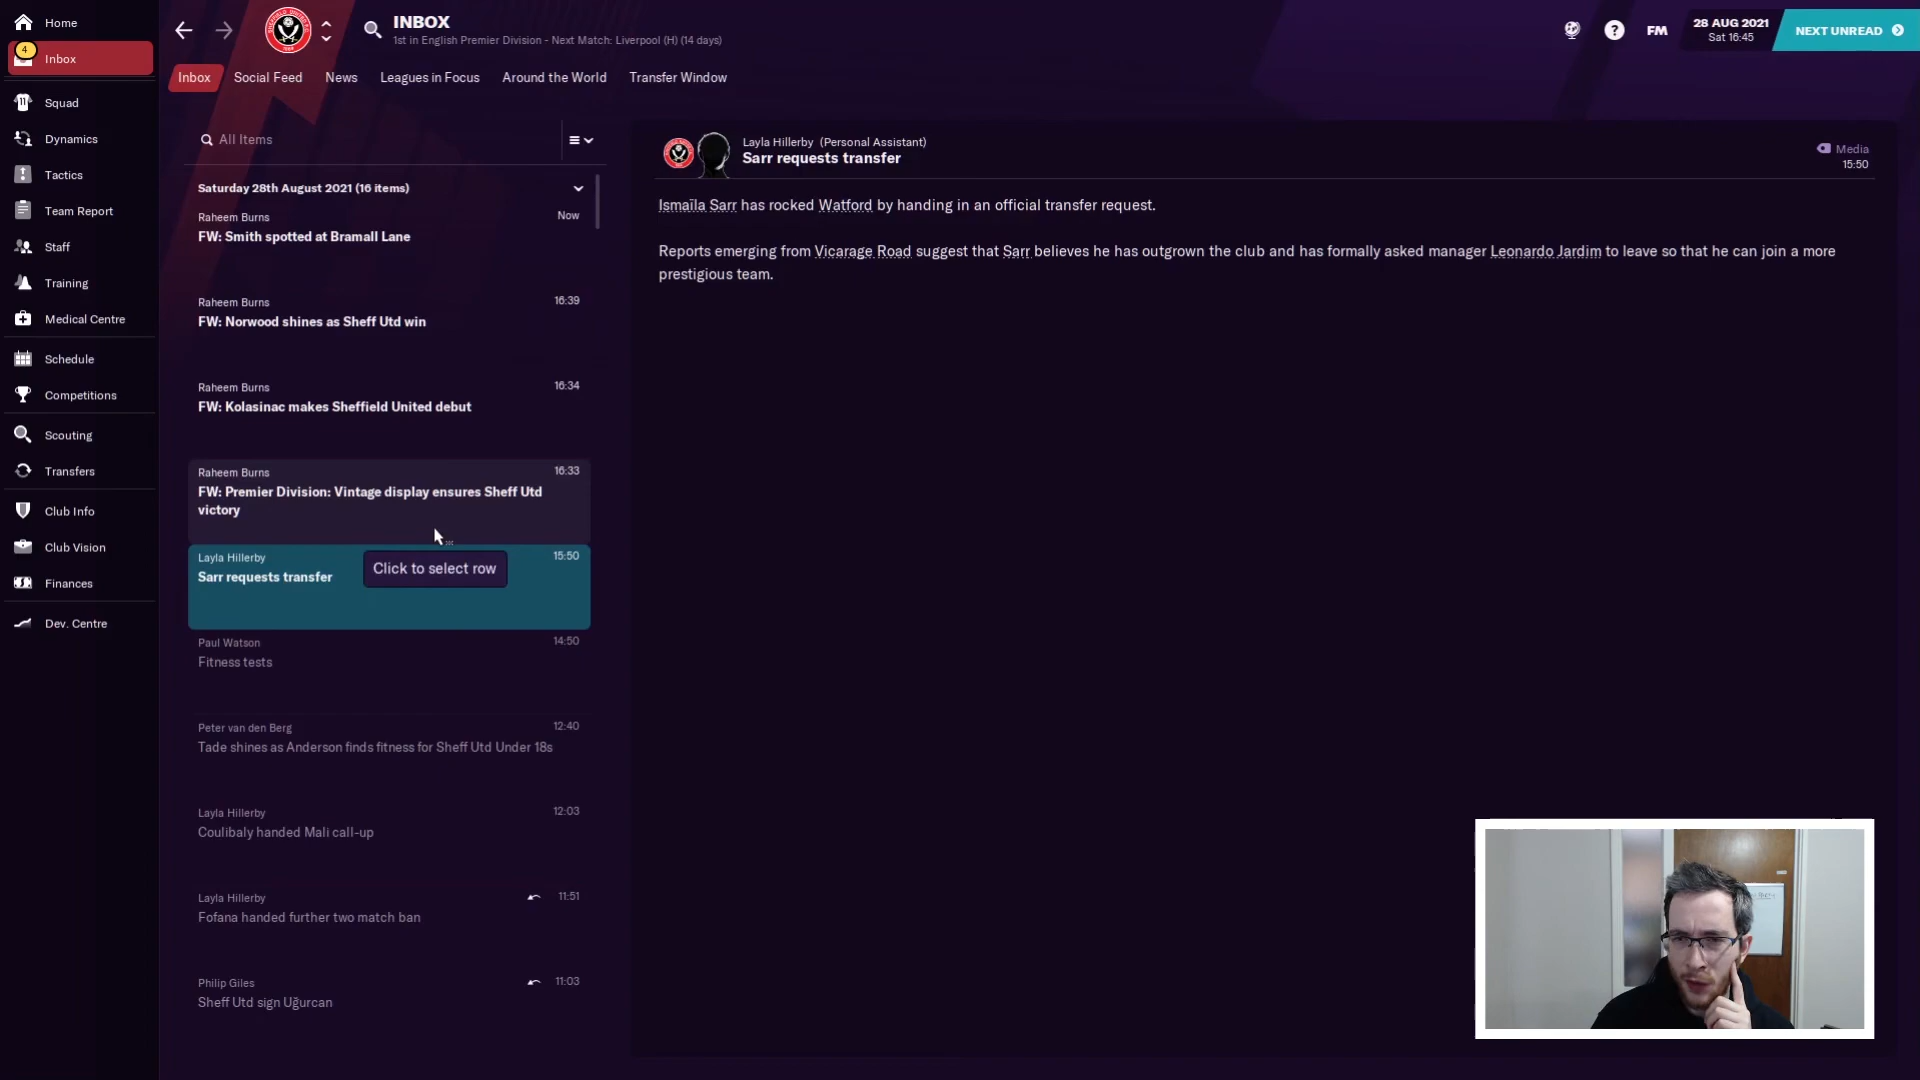 Home
4
Inbox
Squad
Dynamics
Tactics
Team Report
Staff
Training
Medical Centre
Schedule
Competitions
Scouting
Transfers
Club Info
Club Vision
Finances
Dev. Centre
INBOX
1st in English Premier Division - Next Match: Liverpool (H) (14 days)
FM
28 AUG 2021
Sat 16:45
NEXT UNREAD
Inbox
Social Feed
News
Leagues in Focus
Around the World
Transfer Window
All Items
Saturday 28th August 2021 (16 items)
Raheem Burns
Now
FW: Smith spotted at Bramall Lane
Raheem Burns
16:39
FW: Norwood shines as Sheff Utd win
Raheem Burns
16:34
FW: Kolasinac makes Sheffield United debut
Raheem Burns
16:33
FW: Premier Division: Vintage display ensures Sheff Utd
victory
Layla Hillerby
15:50
Sarr requests transfer
Click to select row
Paul Watson
14:50
Fitness tests
Peter van den Berg
12:40
Tade shines as Anderson finds fitness for Sheff Utd Under 18s
Layla Hillerby
12:03
Coulibaly handed Mali call-up
Layla Hillerby
11:51
Fofana handed further two match ban
Philip Giles
11:03
Sheff Utd sign Uğurcan
Layla Hillerby (Personal Assistant)
Sarr requests transfer
Media
15:50
Ismaïla Sarr has rocked Watford by handing in an official transfer request.
Reports emerging from Vicarage Road suggest that Sarr believes he has outgrown the club and has formally asked manager Leonardo Jardim to leave so that he can join a more
prestigious team.